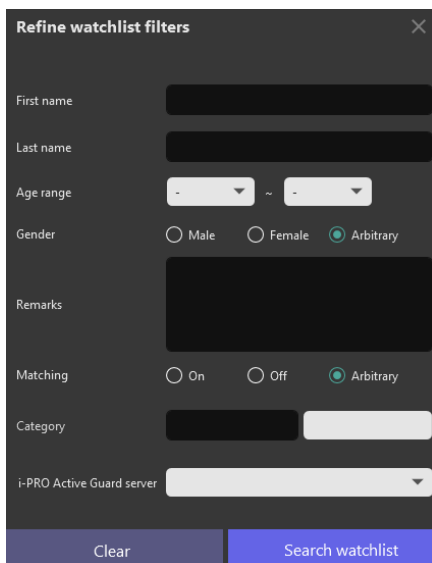 Refine watchlist filters
First name
Last name
Age range - ~ -
Gender Male Female Arbitrary
Remarks
Matching On Off Arbitrary
Category
i-PRO Active Guard server
Clear Search watchlist